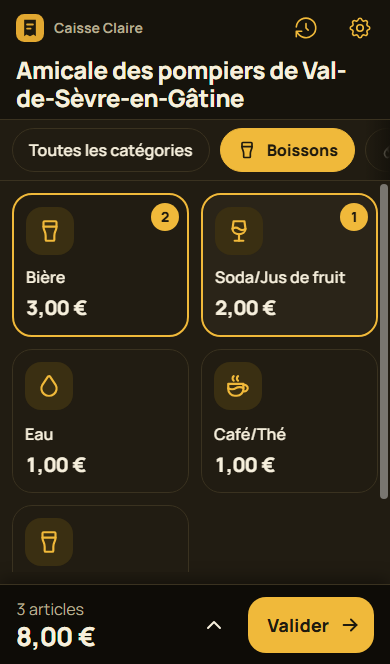 Caisse Claire
Amicale des pompiers de Val-
de-Sèvre-en-Gâtine
Toutes les catégories
Boissons
2
1
Bière
Soda/Jus de fruit
3,00 €
2,00 €
Eau
Café/Thé
1,00 €
1,00 €
3 articles
8,00 €
Valider